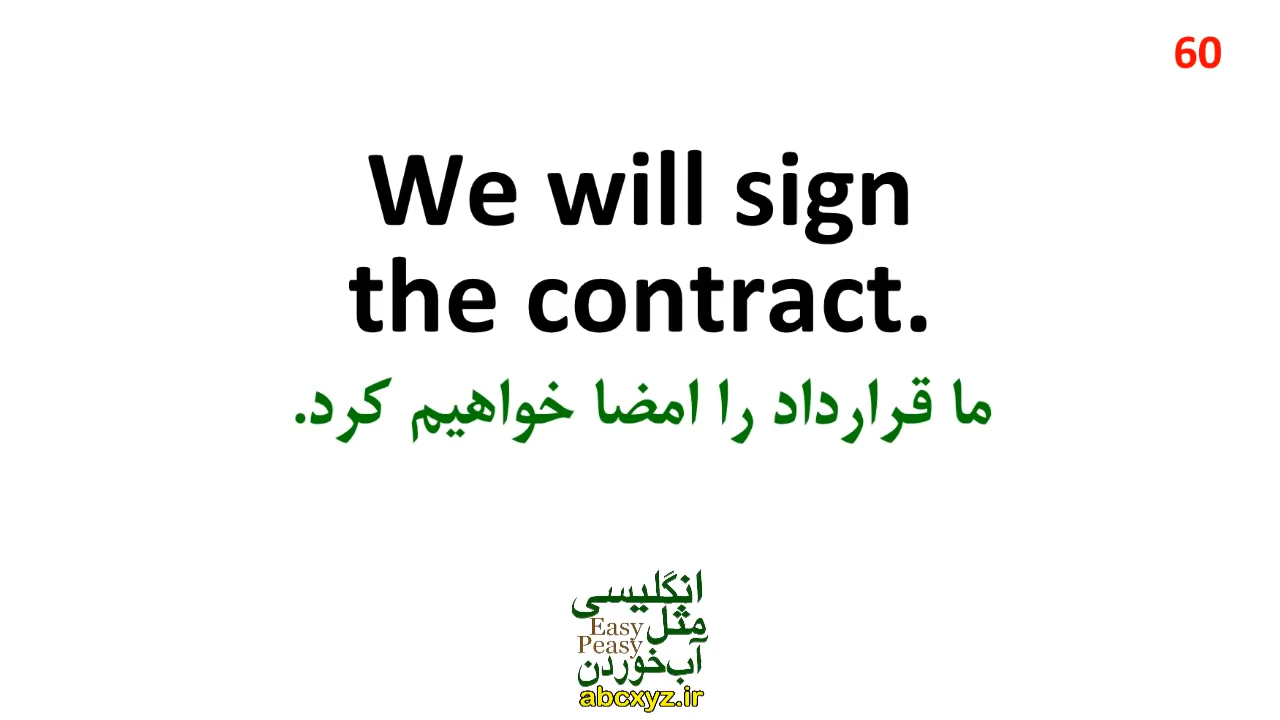 60
We will sign
the contract.
ما قرارداد را امضا خواهیم کرد.
انگلیسی
مثل Easy
Peasy
آب‌خوردن
abcxyz.ir